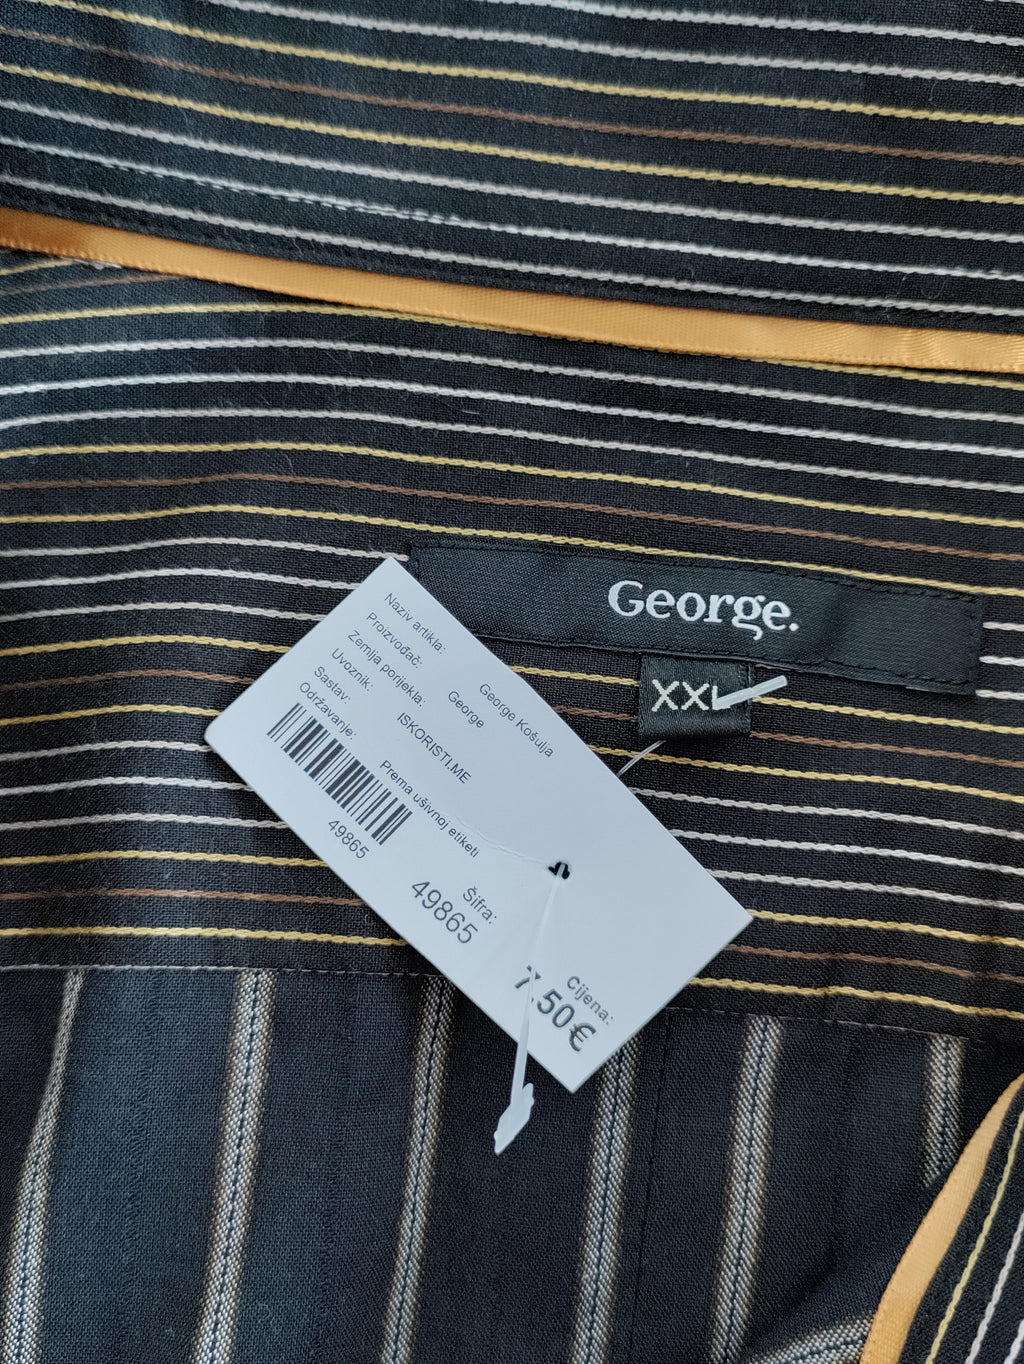 George.
XXL
Naziv artikla: George Košulja
Proizvođač: George
Zemlja porijekla:
Uvoznik: ISKORISTI.ME
Sastav:
Održavanje: Prema ušivnoj etiketi
49865
Šifra:
49865
Cijena:
7,50€